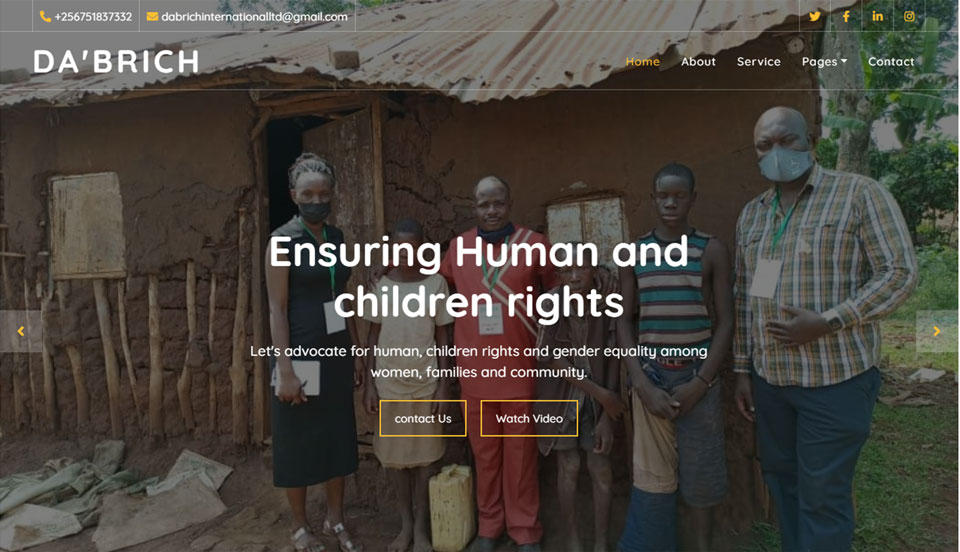 +256751837332
dabrichinternationalltd@gmail.com
DA'BRICH
Home
About
Service
Pages
Contact
Ensuring Human and
children rights
Let's advocate for human, children rights and gender equality among
women, families and community.
contact Us
Watch Video